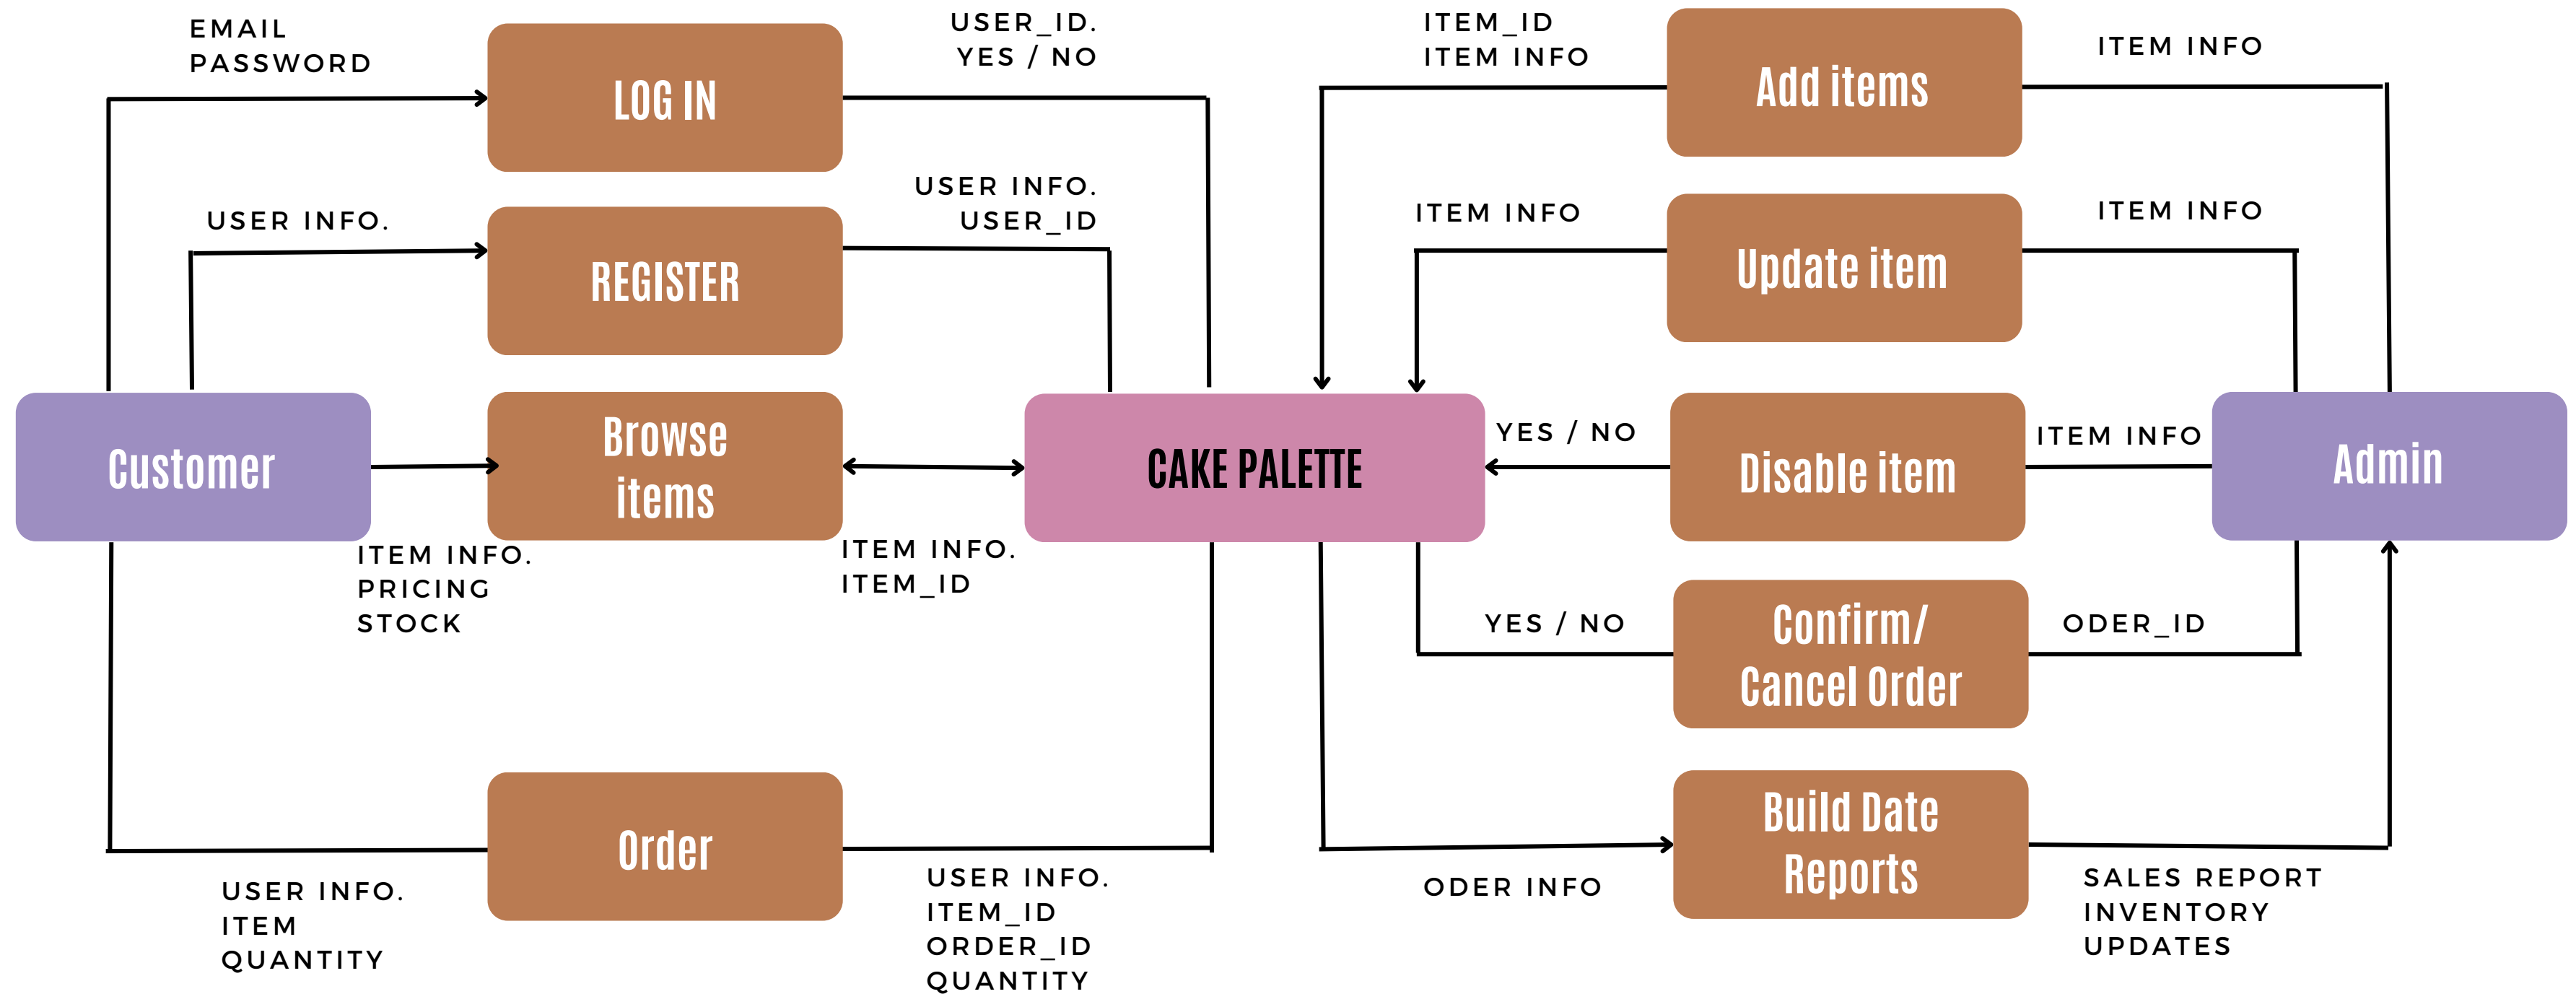 EMAIL
PASSWORD
LOG IN
USER_ID.
YES / NO
USER INFO.
REGISTER
USER INFO.
USER_ID
Customer
Browse
items
ITEM INFO.
PRICING
STOCK
ITEM INFO.
ITEM_ID
CAKE PALETTE
Order
USER INFO.
ITEM
QUANTITY
USER INFO.
ITEM_ID
ORDER_ID
QUANTITY
ITEM_ID
ITEM INFO
Add items
ITEM INFO
ITEM INFO
Update item
ITEM INFO
YES / NO
Disable item
ITEM INFO
Admin
YES / NO
Confirm/
Cancel Order
ODER_ID
ODER INFO
Build Date
Reports
SALES REPORT
INVENTORY
UPDATES